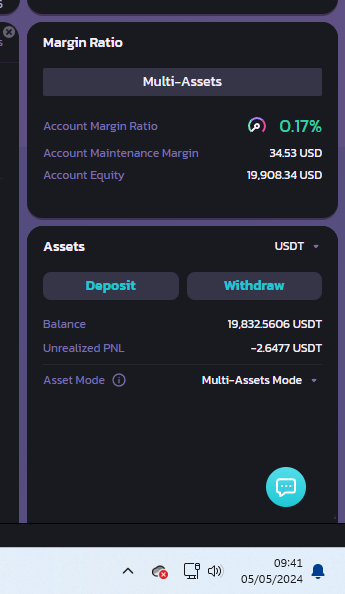 Margin Ratio
Multi-Assets
Account Margin Ratio 0.17%
Account Maintenance Margin 34.53 USD
Account Equity 19,908.34 USD
Assets USDT
Deposit Withdraw
Balance 19,832.5606 USDT
Unrealized PNL -2.6477 USDT
Asset Mode Multi-Assets Mode
09:41
05/05/2024